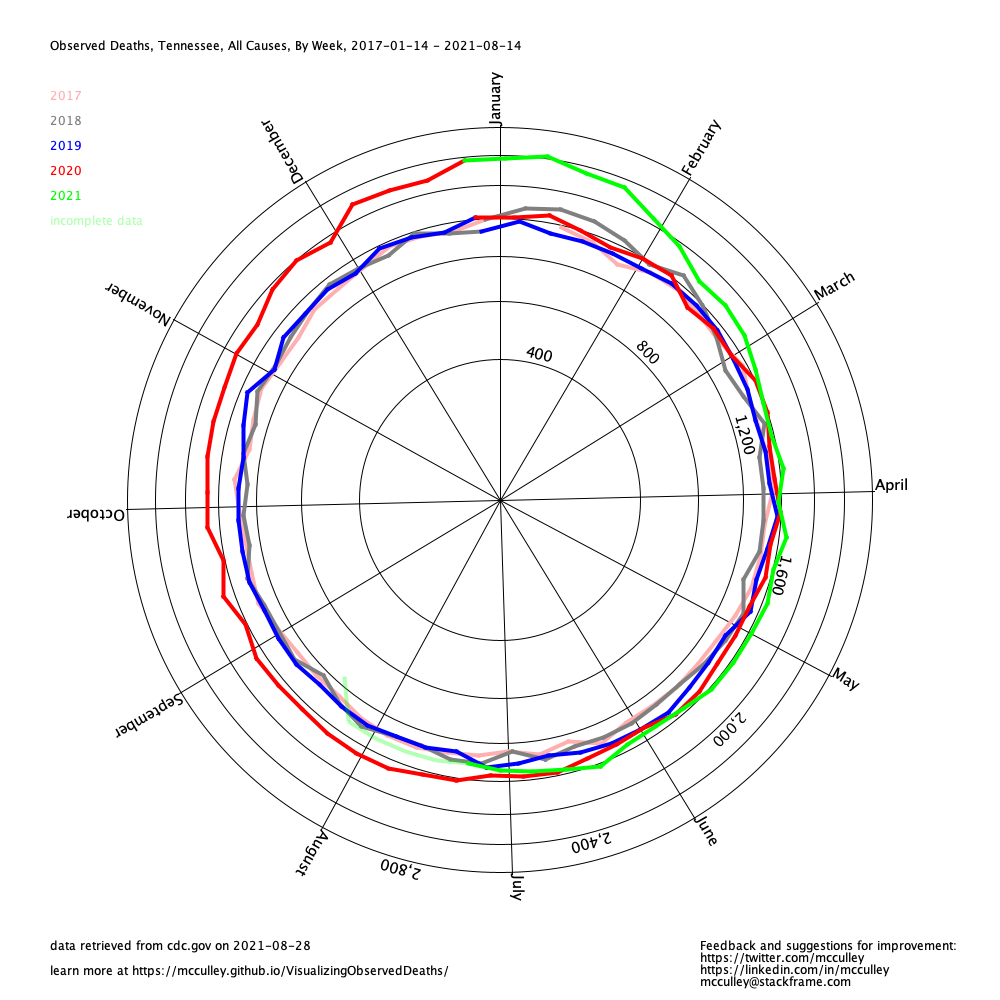 Observed Deaths, Tennessee, All Causes, By Week, 2017-01-14 - 2021-08-14
2017
2018
2019
2020
2021
incomplete data
January
February
March
April
May
June
July
August
September
October
November
December
400
800
1,200
1,600
2,000
2,400
2,800
data retrieved from cdc.gov on 2021-08-28
learn more at https://mcculley.github.io/VisualizingObservedDeaths/
Feedback and suggestions for improvement:
https://twitter.com/mcculley
https://linkedin.com/in/mcculley
mcculley@stackframe.com